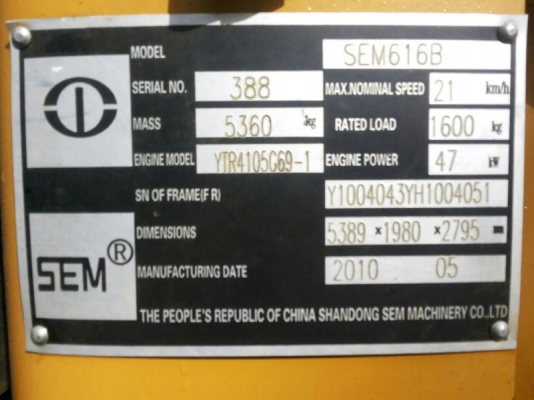 MODEL SEM616B
SERIAL NO. 388 MAX.NOMINAL SPEED 21 km/h
MASS 5360 kg RATED LOAD 1600 kg
ENGINE MODEL YTR4105G69-1 ENGINE POWER 47 kW
SN OF FRAME(F R) Y1004043YH1004051
DIMENSIONS 5389 ×1980 ×2795 m
MANUFACTURING DATE 2010 05
SEM®
THE PEOPLE'S REPUBLIC OF CHINA SHANDONG SEM MACHINERY CO.,LTD